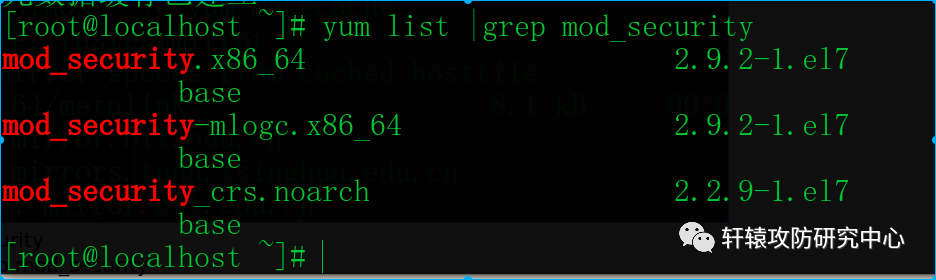 [root@localhost ~]# yum list |grep mod_security
mod_security.x86_64 2.9.2-1.el7
base
mod_security-mlogc.x86_64 2.9.2-1.el7
base
mod_security_crs.noarch 2.2.9-1.el7
base
[root@localhost ~]#
轩辕攻防研究中心